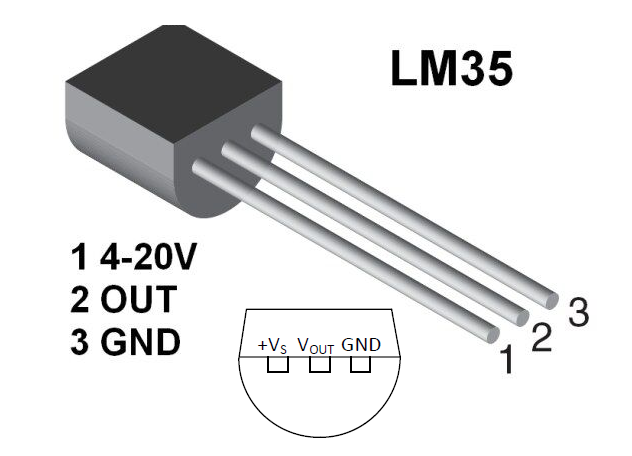 LM35
1 4-20V
2 OUT
3 GND
+VS VOUT GND
1
2
3